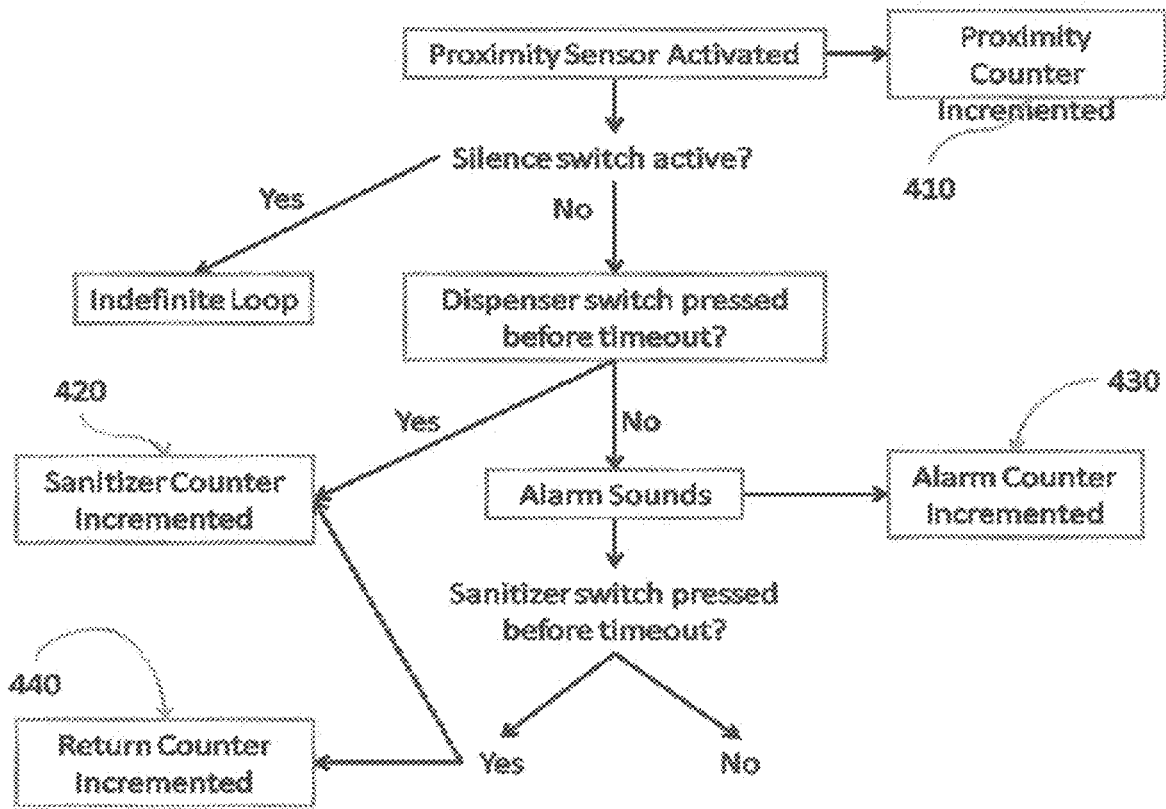 Proximity Sensor Activated
Proximity
Counter
Incremented
410
Silence switch active?
Yes
No
Indefinite Loop
Dispenser switch pressed
before timeout?
420
430
Yes
No
Sanitizer Counter
Incremented
Alarm Sounds
Alarm Counter
Incremented
Sanitizer switch pressed
before timeout?
440
Return Counter
Incremented
Yes
No